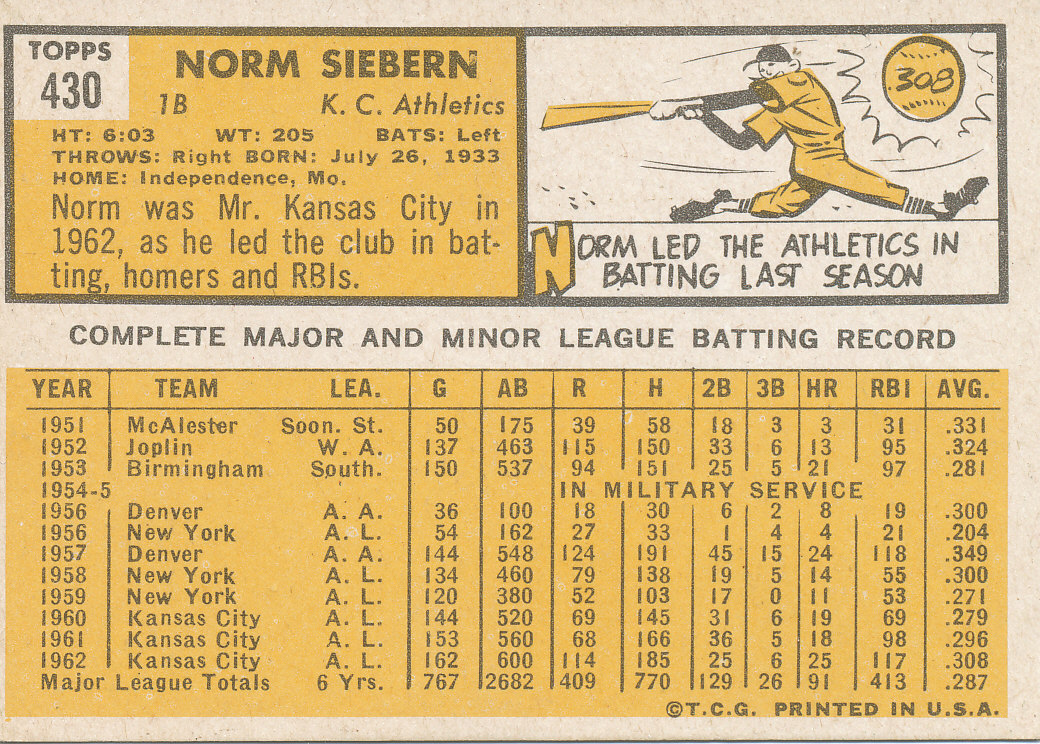 TOPPS
430
NORM SIEBERN
1B K. C. Athletics
HT: 6:03 WT: 205 BATS: Left
THROWS: Right BORN: July 26, 1933
HOME: Independence, Mo.
Norm was Mr. Kansas City in
1962, as he led the club in bat-
ting, homers and RBIs.
.308
NORM LED THE ATHLETICS IN
BATTING LAST SEASON
COMPLETE MAJOR AND MINOR LEAGUE BATTING RECORD
YEAR TEAM LEA. G AB R H 2B 3B HR RBI AVG.
1951 McAlester Soon. St. 50 175 39 58 18 3 3 31 .331
1952 Joplin W. A. 137 463 115 150 33 6 13 95 .324
1953 Birmingham South. 150 537 94 151 25 5 21 97 .281
1954-5 IN MILITARY SERVICE
1956 Denver A. A. 36 100 18 30 6 2 8 19 .300
1956 New York A. L. 54 162 27 33 1 4 4 21 .204
1957 Denver A. A. 144 548 124 191 45 15 24 118 .349
1958 New York A. L. 134 460 79 138 19 5 14 55 .300
1959 New York A. L. 120 380 52 103 17 0 11 53 .271
1960 Kansas City A. L. 144 520 69 145 31 6 19 69 .279
1961 Kansas City A. L. 153 560 68 166 36 5 18 98 .296
1962 Kansas City A. L. 162 600 114 185 25 6 25 117 .308
Major League Totals 6 Yrs. 767 2682 409 770 129 26 91 413 .287
©T.C.G. PRINTED IN U.S.A.